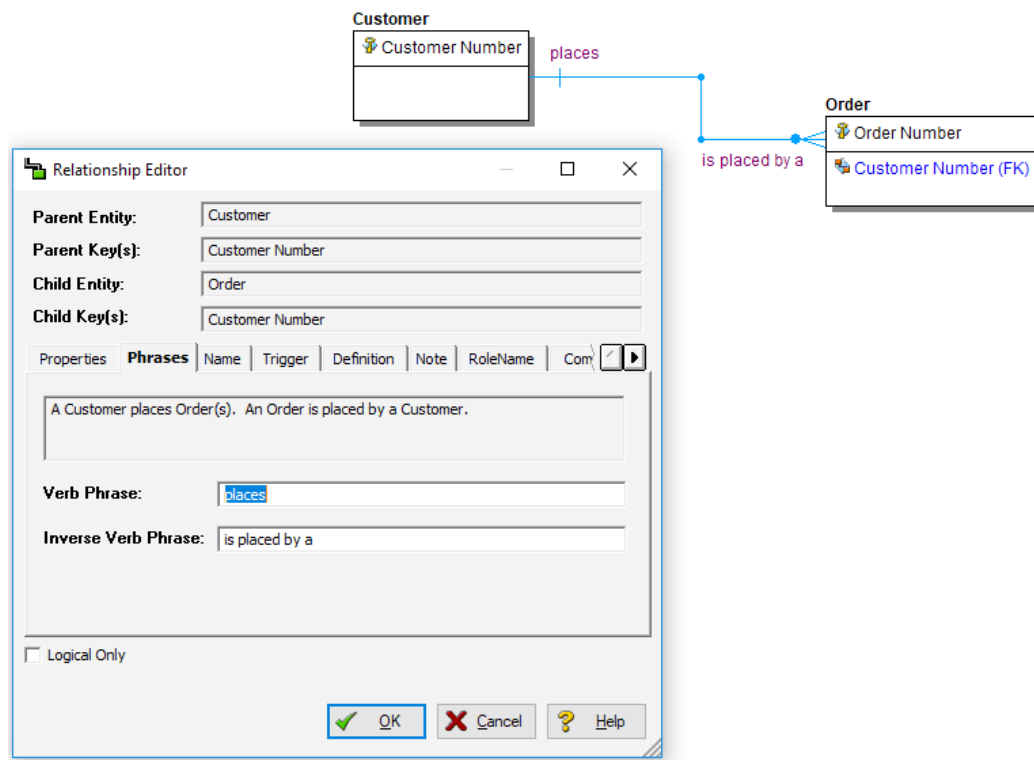 Customer
Customer Number
places
Order
Order Number
is placed by a
Customer Number (FK)
Relationship Editor
Parent Entity:
Customer
Parent Key(s):
Customer Number
Child Entity:
Order
Child Key(s):
Customer Number
Properties Phrases Name Trigger Definition Note RoleName Com
A Customer places Order(s). An Order is placed by a Customer.
Verb Phrase:
places
Inverse Verb Phrase:
is placed by a
Logical Only
OK Cancel Help